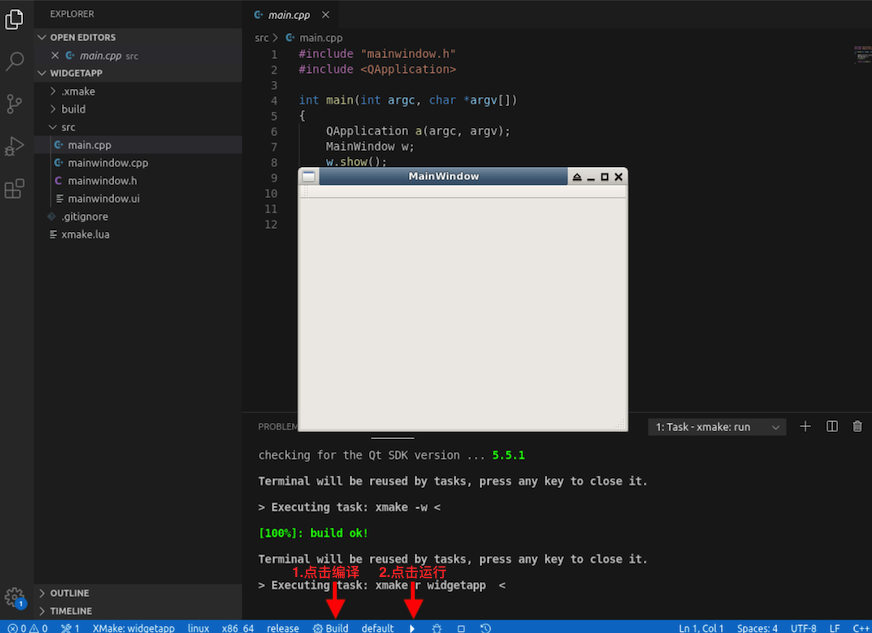 EXPLORER
OPEN EDITORS
main.cpp src
WIDGETAPP
.xmake
build
src
main.cpp
mainwindow.cpp
C mainwindow.h
mainwindow.ui
.gitignore
xmake.lua
OUTLINE
TIMELINE
main.cpp
src > main.cpp
1 #include "mainwindow.h"
2 #include <QApplication>
3
4 int main(int argc, char *argv[])
5 {
6 QApplication a(argc, argv);
7 MainWindow w;
8 w.show();
9
10
11
12
MainWindow
PROBLEM
1: Task - xmake: run
checking for the Qt SDK version ... 5.5.1
Terminal will be reused by tasks, press any key to close it.
> Executing task: xmake -w <
[100%]: build ok!
Terminal will be reused by tasks, press any key to close it.
1.点击编译 2.点击运行
> Executing task: xmake r widgetapp <
0 0 1 XMake: widgetapp linux x86_64 release Build default Ln 1, Col 1 Spaces: 4 UTF-8 LF C++
1